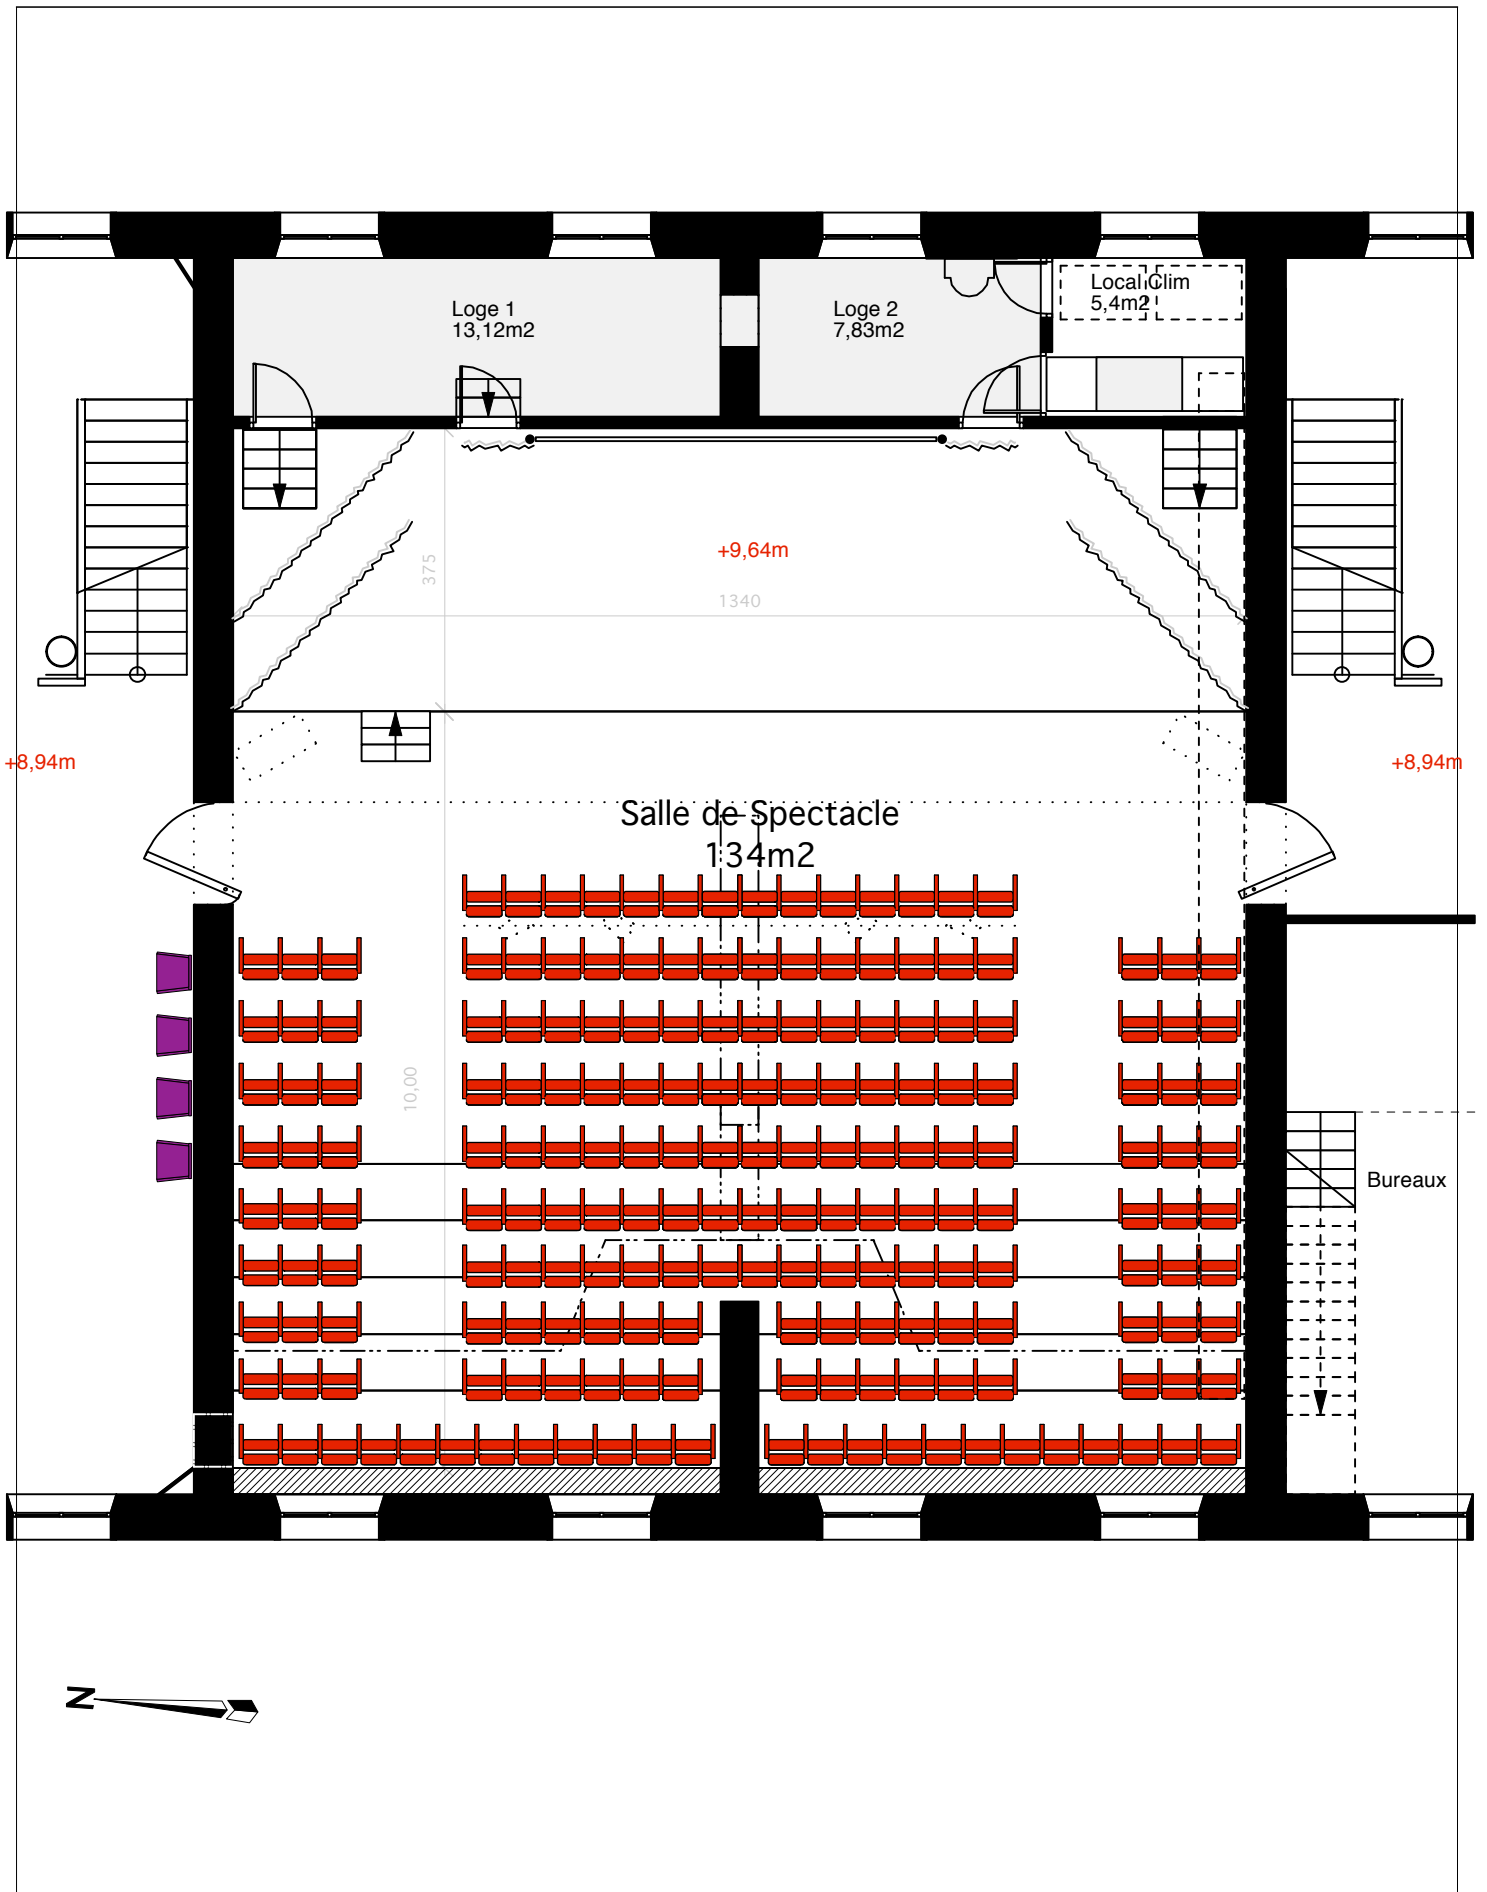 Loge 1
13,12m2
Loge 2
7,83m2
Local Clim
5,4m2
+9,64m
375
1340
+8,94m
+8,94m
Salle de Spectacle
134m2
10,00
Bureaux
N